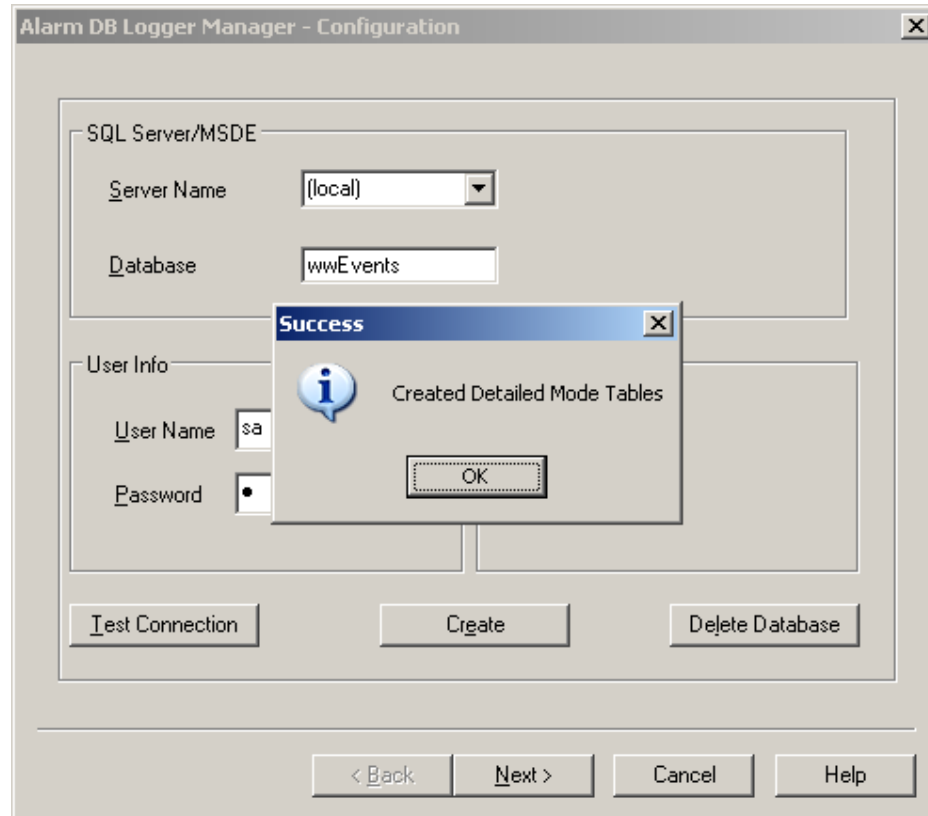 Alarm DB Logger Manager - Configuration
SQL Server/MSDE
Server Name (local)
Database wwEvents
Success
Created Detailed Mode Tables
OK
User Info
User Name sa
Password ●
Test Connection Create Delete Database
< Back Next > Cancel Help